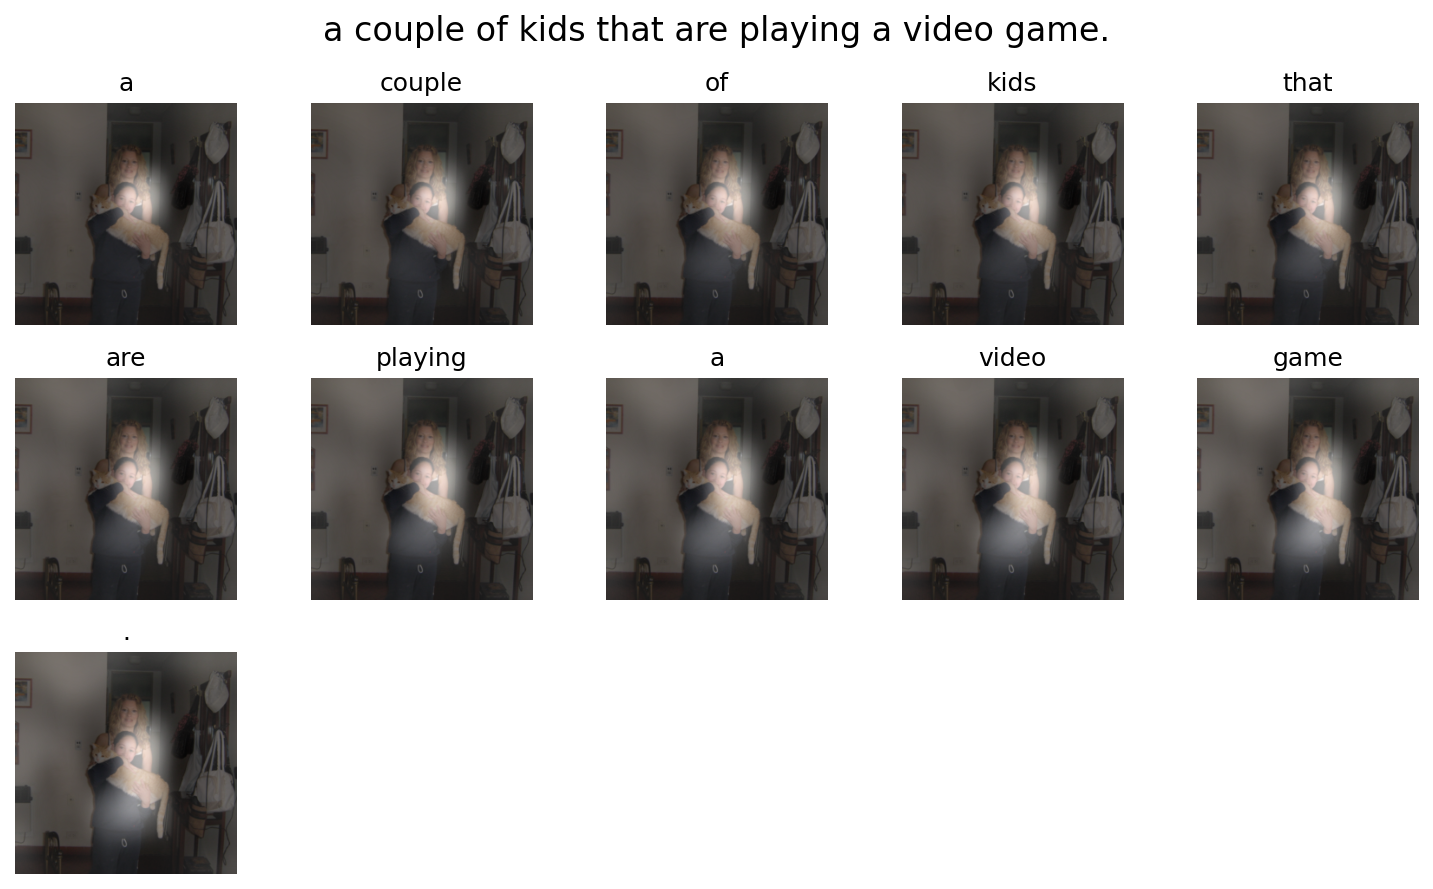 a couple of kids that are playing a video game.
a couple of kids that
are playing a video game
.